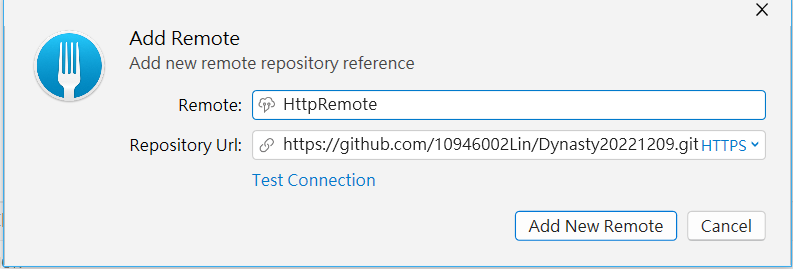 Add Remote
Add new remote repository reference
Remote: HttpRemote
Repository Url: https://github.com/10946002Lin/Dynasty20221209.git HTTPS
Test Connection
Add New Remote Cancel